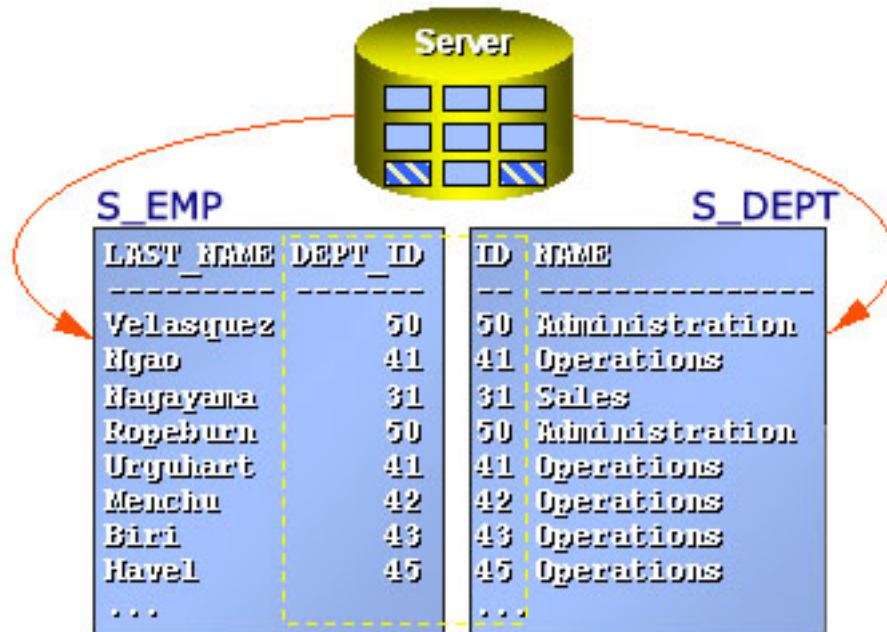 Server
S_EMP
S_DEPT
LAST_NAME DEPT_ID
--------- -------
Velasquez 50
Ngao 41
Nagayama 31
Ropeburn 50
Urguhart 41
Menchu 42
Biri 43
Havel 45
...
ID NAME
-- ---------------
50 Administration
41 Operations
31 Sales
50 Administration
41 Operations
42 Operations
43 Operations
45 Operations
...